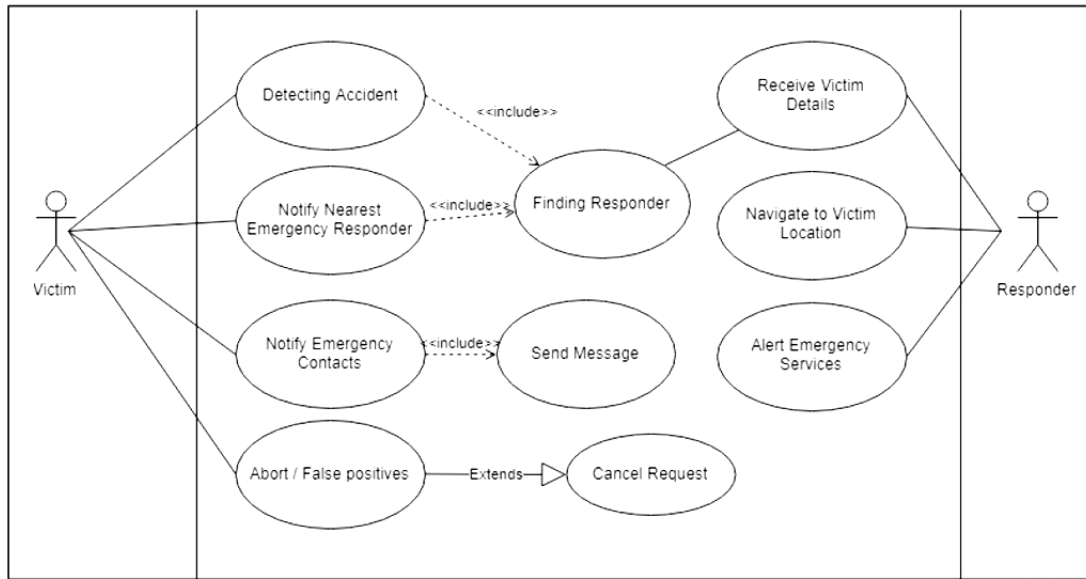 Detecting Accident
<<include>>
Receive Victim
Details
Notify Nearest
Emergency Responder
<<include>>
Finding Responder
Navigate to Victim
Location
Victim
Responder
Notify Emergency
Contacts
<<include>>
Send Message
Alert Emergency
Services
Abort / False positives
Extends
Cancel Request